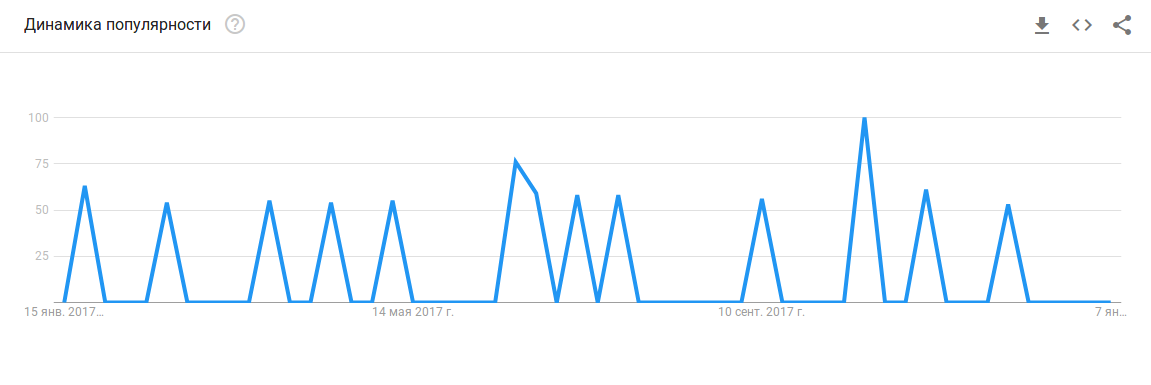 Динамика популярности ?
100
75
50
25
15 янв. 2017…
14 мая 2017 г.
10 сент. 2017 г.
7 ян…